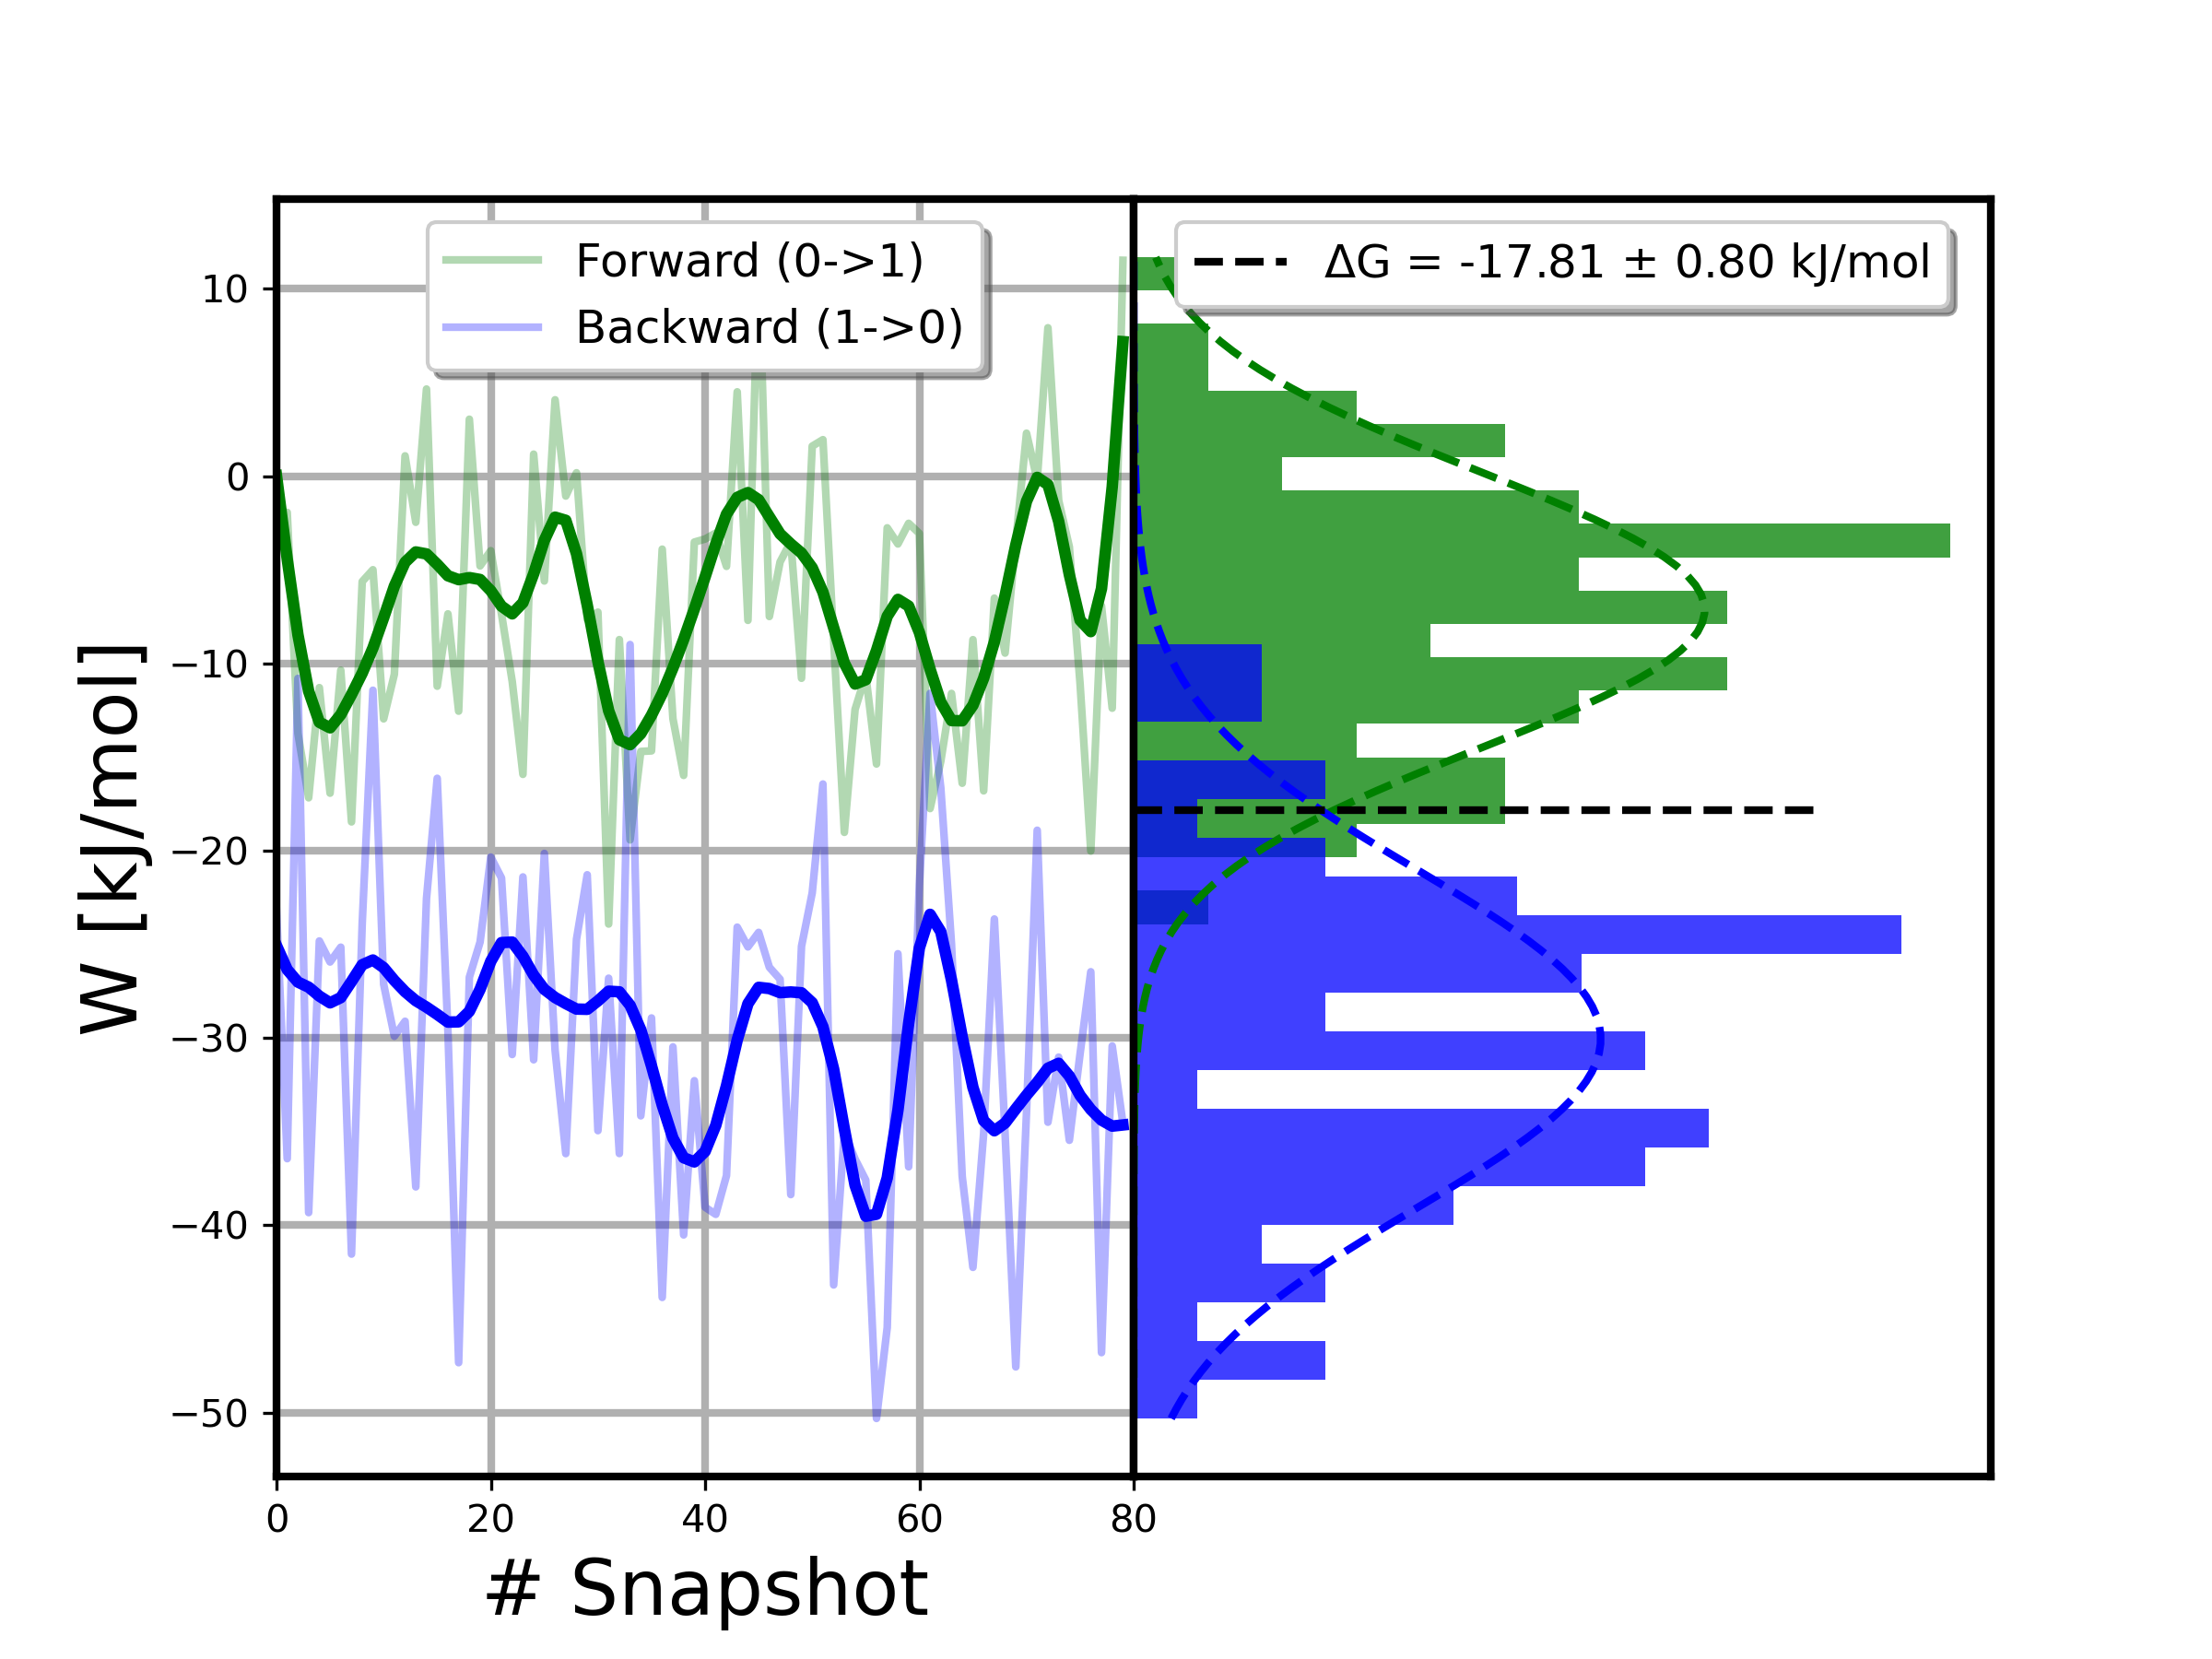 Forward (0->1)
Backward (1->0)
ΔG = -17.81 ± 0.80 kJ/mol
10
0
−10
−20
−30
−40
−50
W [kJ/mol]
0 20 40 60 80
# Snapshot